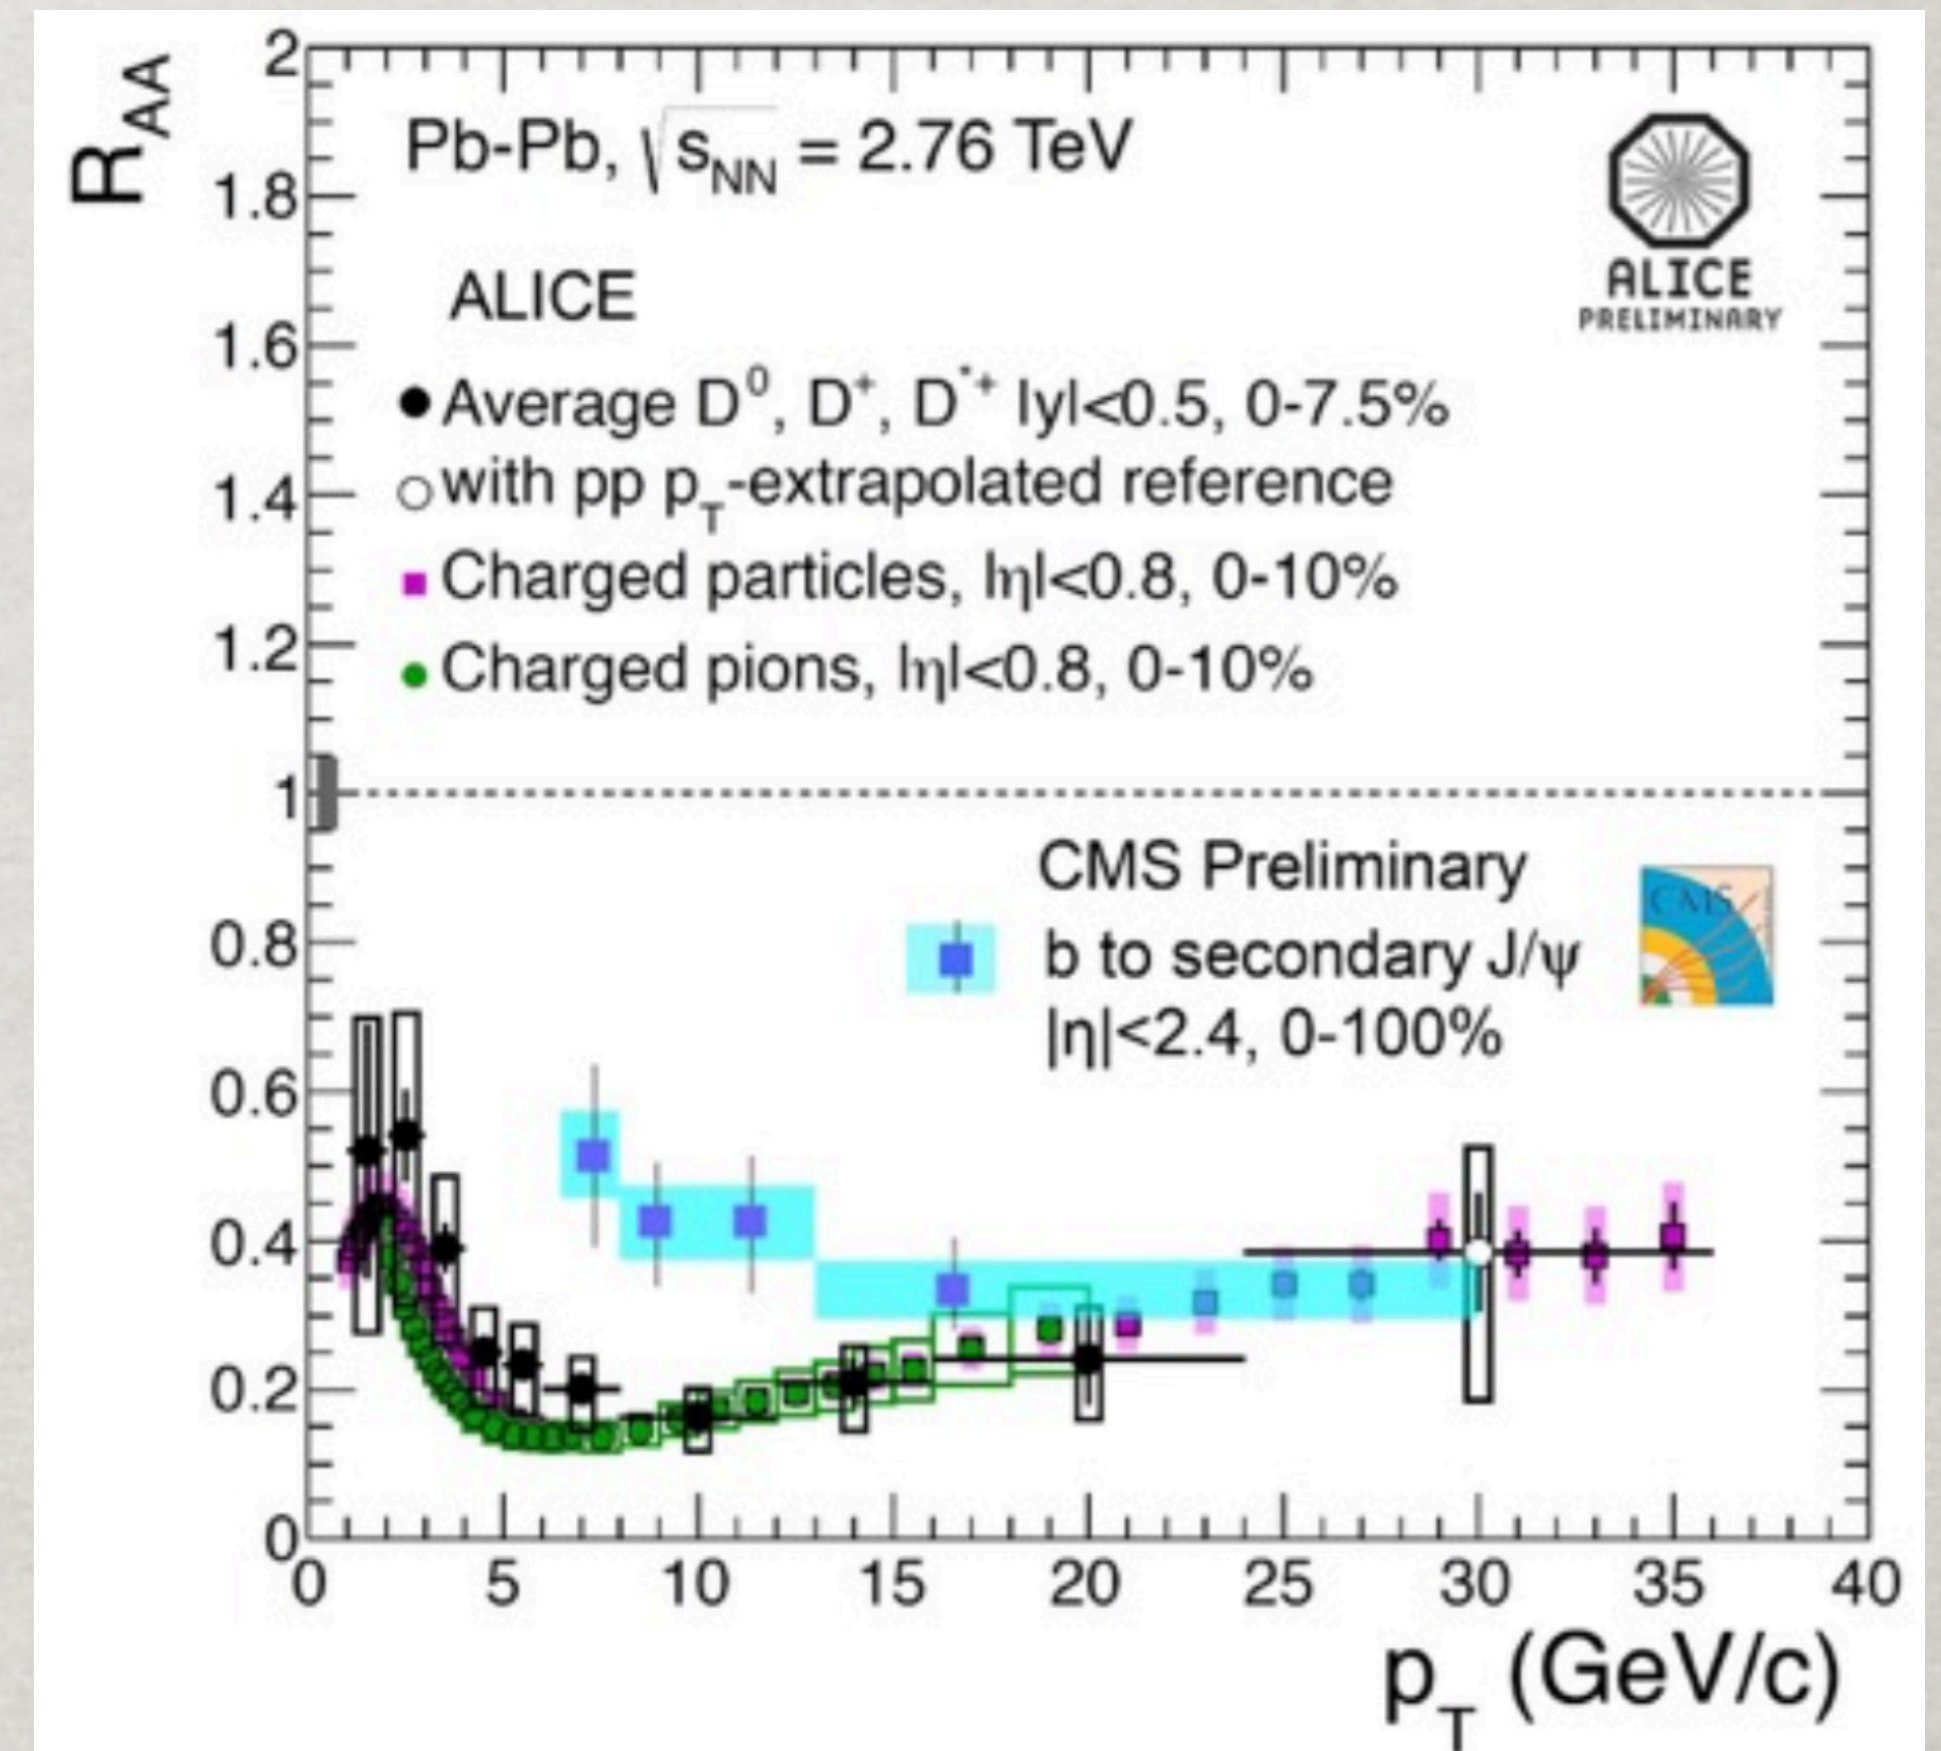 R_AA
2
1.8
1.6
1.4
1.2
1
0.8
0.6
0.4
0.2
0
Pb-Pb, √s_NN = 2.76 TeV
ALICE
PRELIMINARY
ALICE
Average D⁰, D⁺, D*⁺ |y|<0.5, 0-7.5%
with pp p_T-extrapolated reference
Charged particles, |η|<0.8, 0-10%
Charged pions, |η|<0.8, 0-10%
CMS Preliminary
b to secondary J/ψ
|η|<2.4, 0-100%
CMS
0 5 10 15 20 25 30 35 40
p_T (GeV/c)